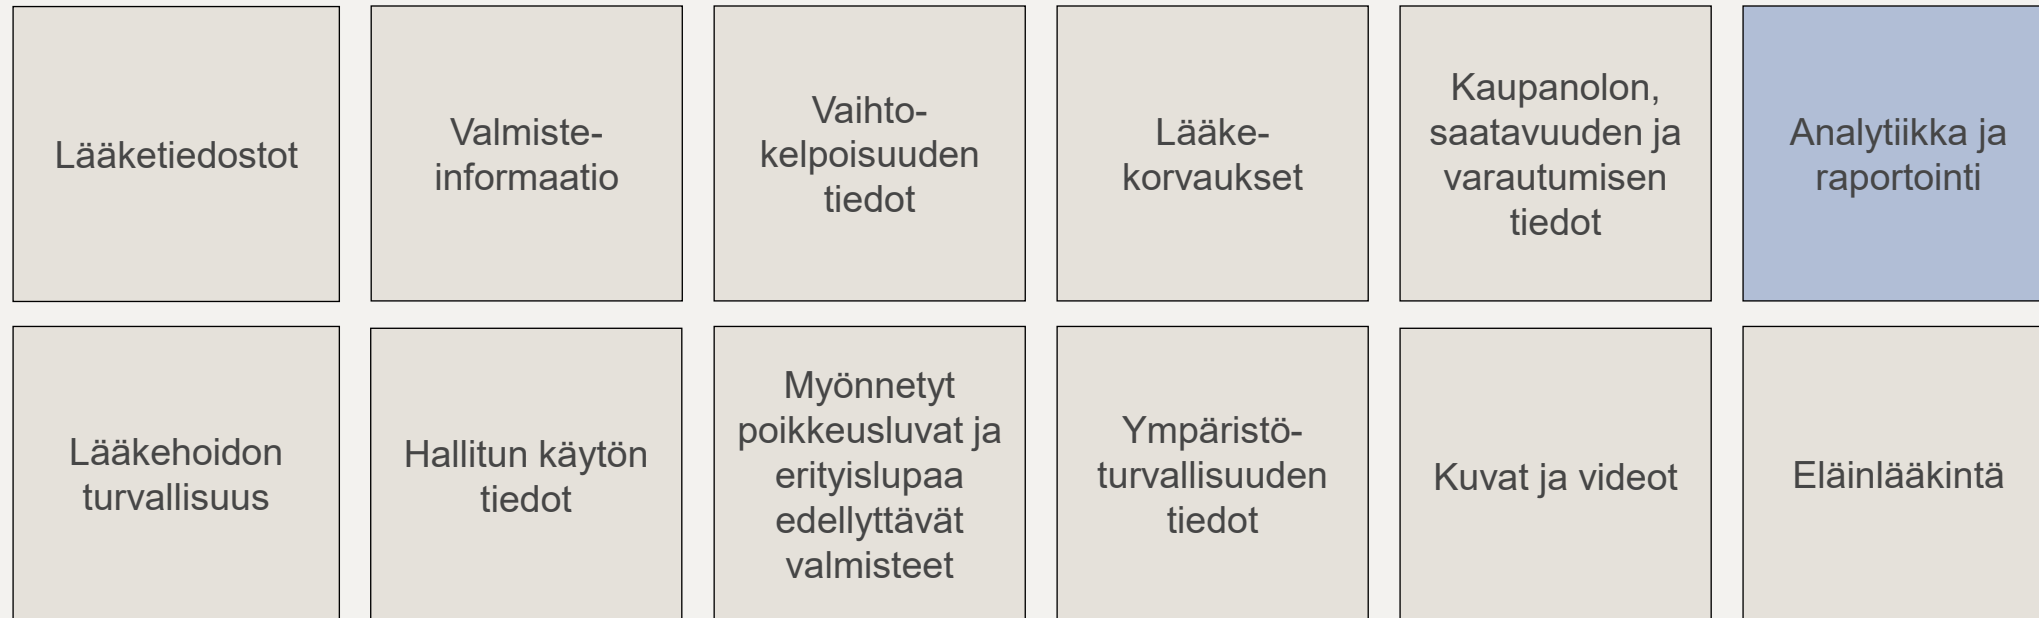 Lääketiedostot
Valmiste-
informaatio
Vaihto-
kelpoisuuden
tiedot
Lääke-
korvaukset
Kaupanolon,
saatavuuden ja
varautumisen
tiedot
Analytiikka ja
raportointi
Lääkehoidon
turvallisuus
Hallitun käytön
tiedot
Myönnetyt
poikkeusluvat ja
erityislupaa
edellyttävät
valmisteet
Ympäristö-
turvallisuuden
tiedot
Kuvat ja videot
Eläinlääkintä